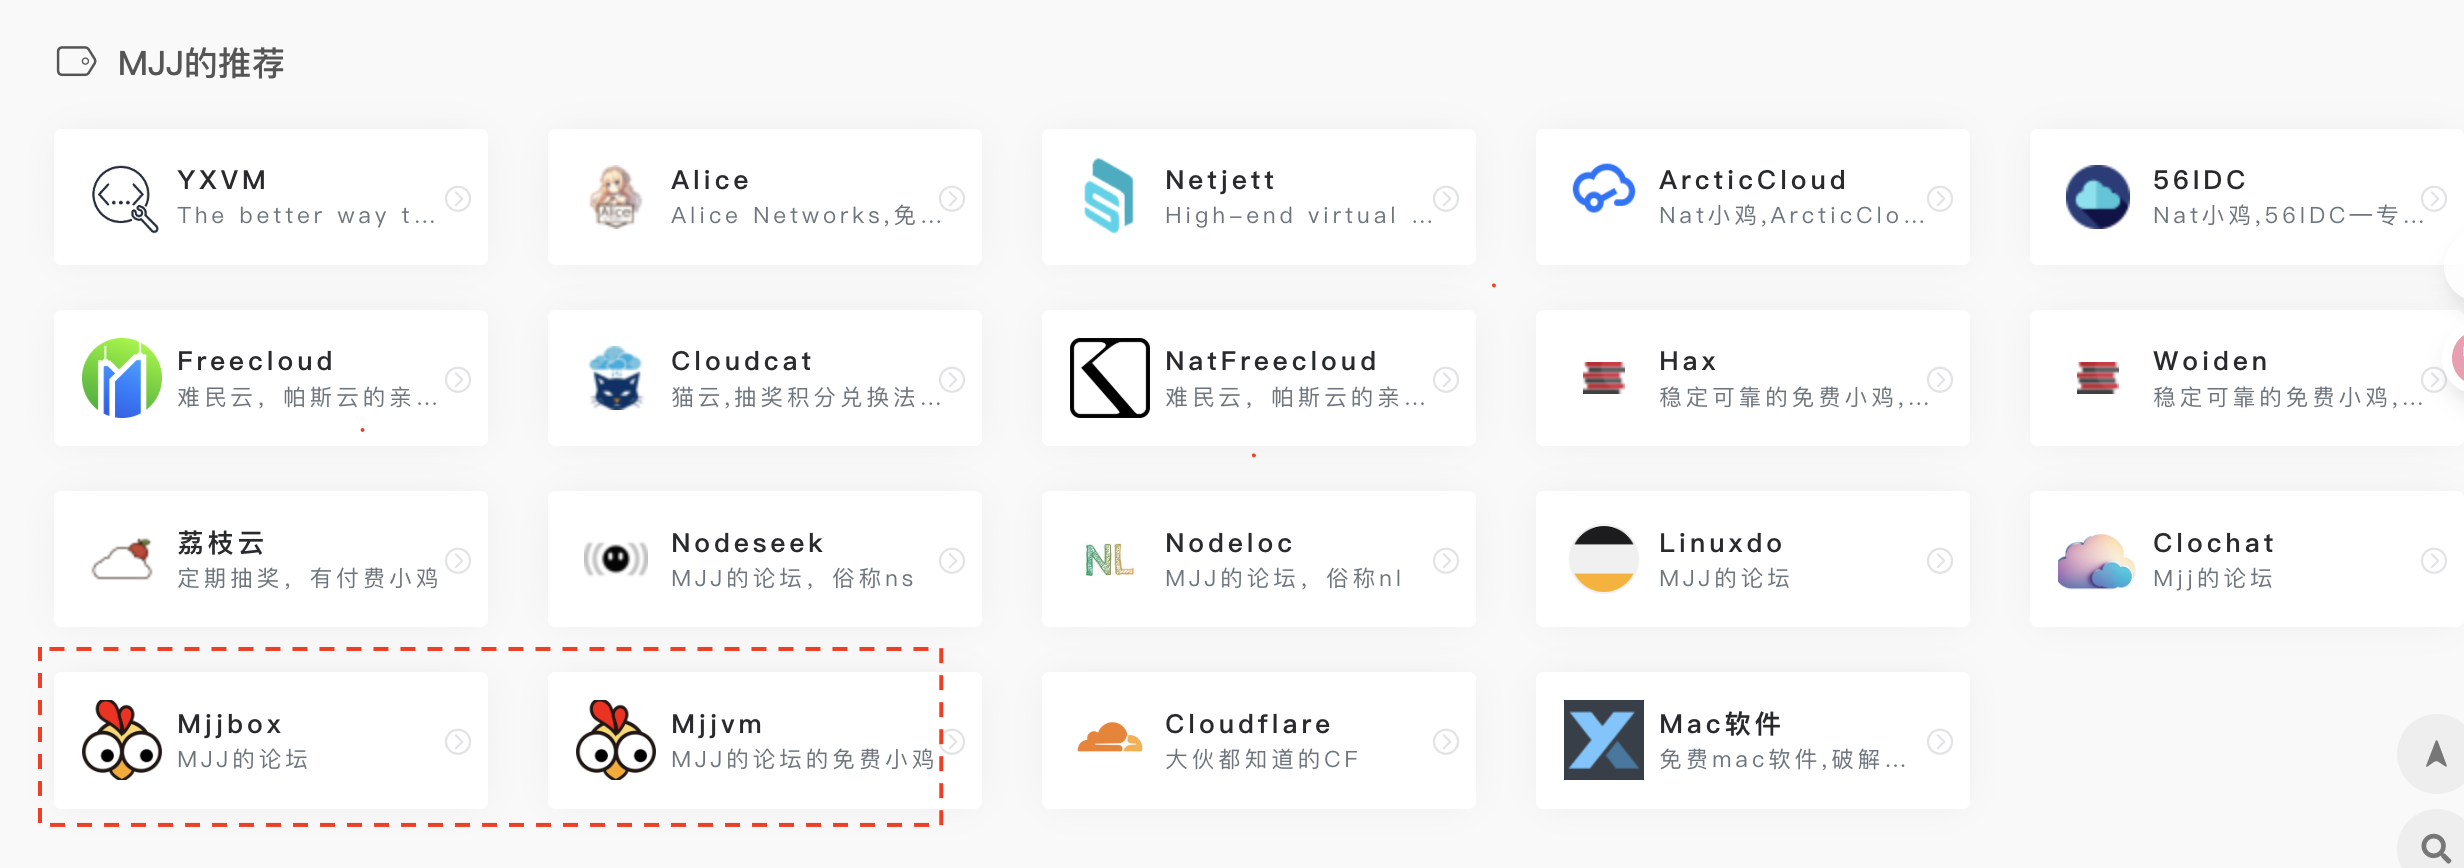 MJJ的推荐
YXVM
The better way t...
Alice
Alice Networks,免...
Alice
Netjett
High-end virtual ...
ArcticCloud
Nat小鸡,ArcticClo...
56IDC
Nat小鸡,56IDC一专...
Freecloud
难民云，帕斯云的亲...
Cloudcat
猫云,抽奖积分兑换法...
NatFreecloud
难民云，帕斯云的亲...
Hax
稳定可靠的免费小鸡,...
Woiden
稳定可靠的免费小鸡,...
荔枝云
定期抽奖，有付费小鸡
Nodeseek
MJJ的论坛，俗称ns
NL
Nodeloc
MJJ的论坛，俗称nl
Linuxdo
MJJ的论坛
Clochat
Mjj的论坛
Mjjbox
MJJ的论坛
Mjjvm
MJJ的论坛的免费小鸡
Cloudflare
大伙都知道的CF
Mac软件
免费mac软件,破解...